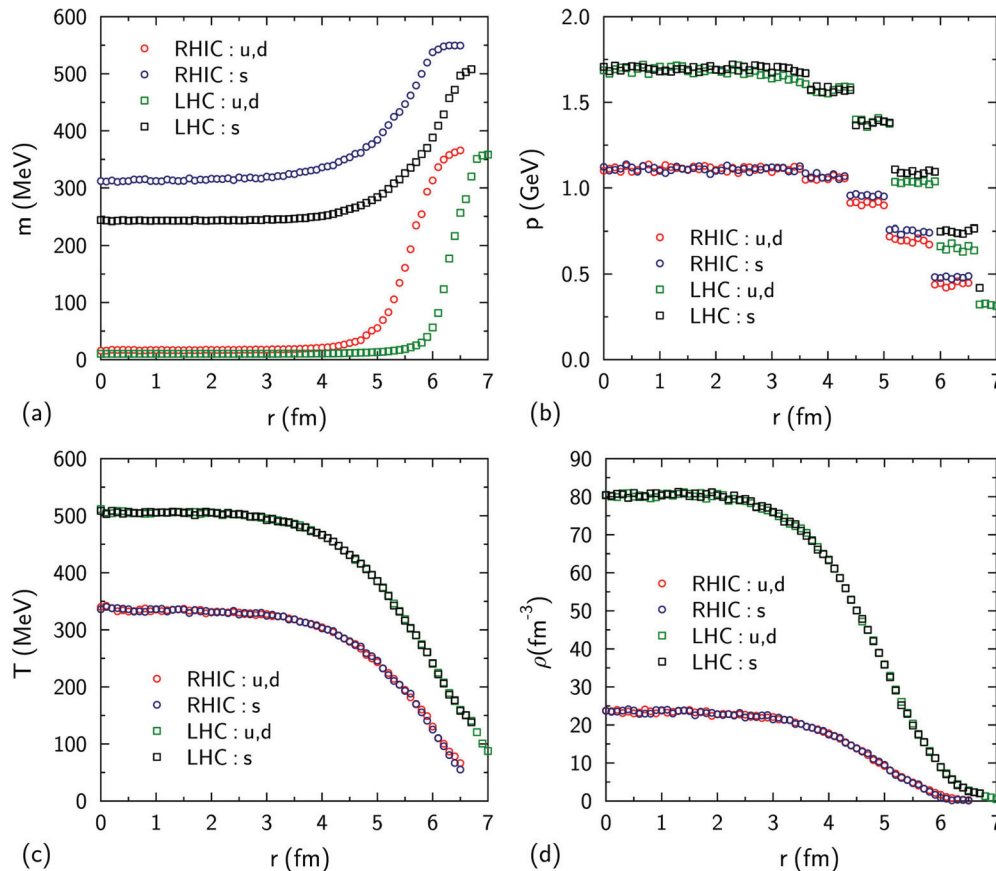 600
500
400
300
200
100
0
m (MeV)
RHIC : u,d
RHIC : s
LHC : u,d
LHC : s
0 1 2 3 4 5 6 7
(a)
r (fm)
2.0
1.5
1.0
0.5
0.0
p (GeV)
RHIC : u,d
RHIC : s
LHC : u,d
LHC : s
0 1 2 3 4 5 6 7
(b)
r (fm)
600
500
400
300
200
100
0
T (MeV)
RHIC : u,d
RHIC : s
LHC : u,d
LHC : s
0 1 2 3 4 5 6 7
(c)
r (fm)
90
80
70
60
50
40
30
20
10
0
ρ(fm⁻³)
RHIC : u,d
RHIC : s
LHC : u,d
LHC : s
0 1 2 3 4 5 6 7
(d)
r (fm)